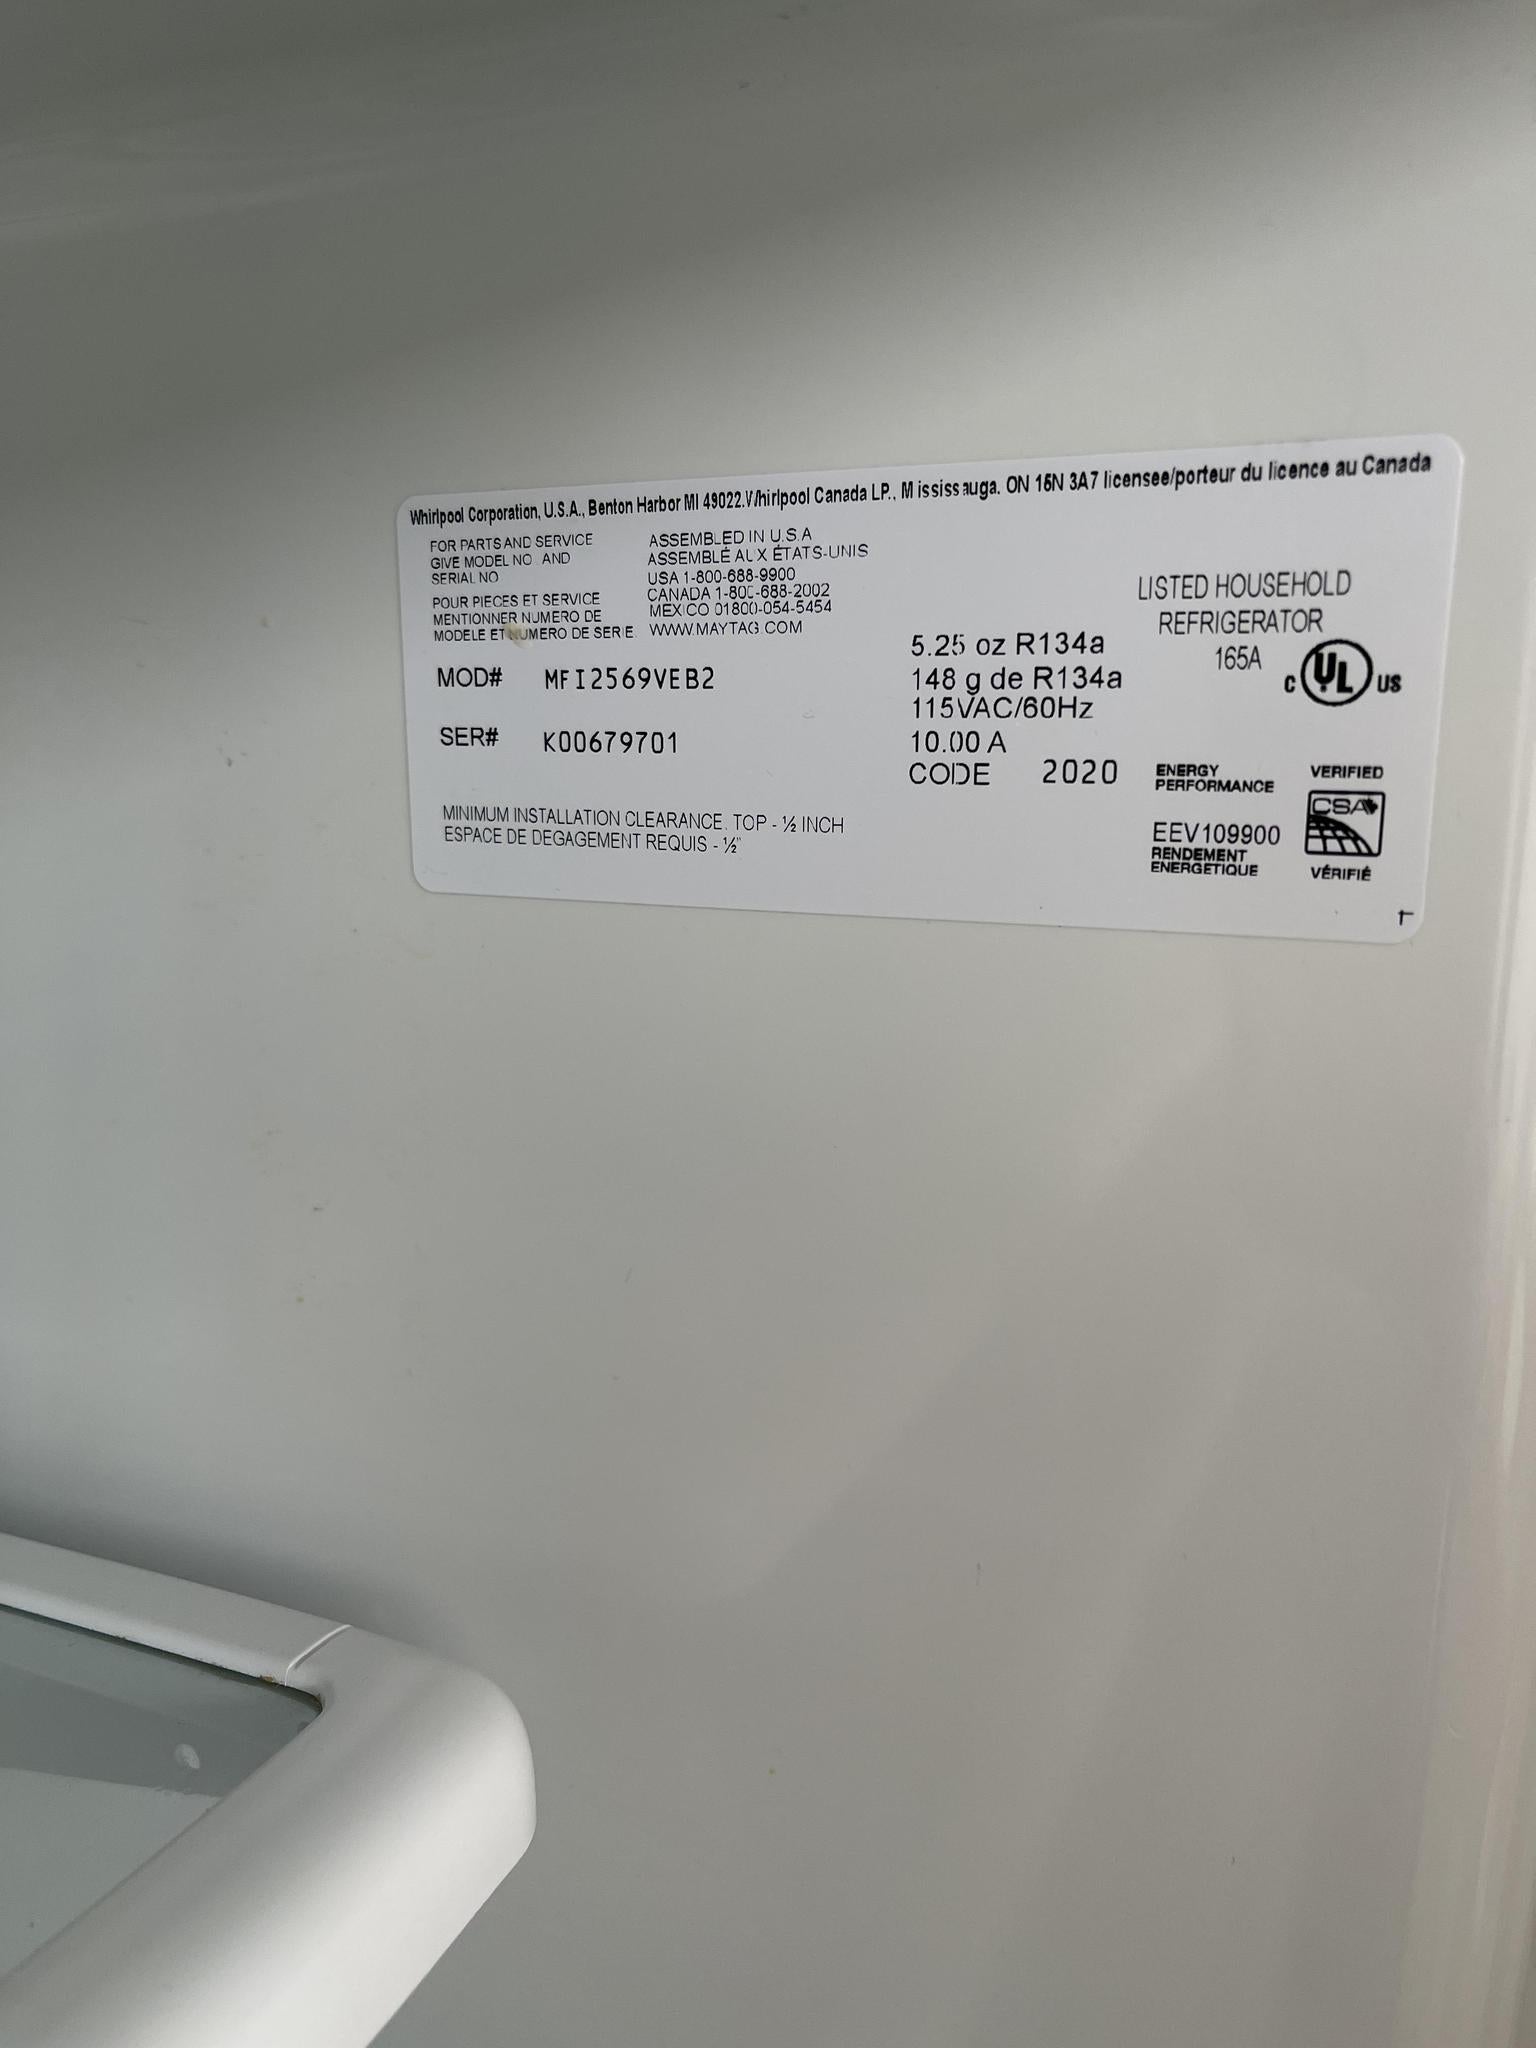 Whirlpool Corporation, U.S.A., Benton Harbor MI 49022.Whirlpool Canada LP., Mississauga. ON 15N 3A7 licensee/porteur du licence au Canada
FOR PARTS AND SERVICE
GIVE MODEL NO. AND
SERIAL NO
POUR PIECES ET SERVICE
MENTIONNER NUMERO DE
MODELE ET NUMERO DE SERIE
ASSEMBLED IN U.S.A
ASSEMBLÉ AUX ÉTATS-UNIS
USA 1-800-688-9900
CANADA 1-800-688-2002
MEXICO 01800-054-5454
WWW.MAYTAG.COM
MOD# MFI2569VEB2
SER# K00679701
MINIMUM INSTALLATION CLEARANCE. TOP - ½ INCH
ESPACE DE DEGAGEMENT REQUIS - ½"
5.25 oz R134a
148 g de R134a
115VAC/60Hz
10.00 A
CODE 2020
LISTED HOUSEHOLD
REFRIGERATOR
165A
C UL US
ENERGY
PERFORMANCE
EEV109900
RENDEMENT
ENERGETIQUE
VERIFIED
CSA
VÉRIFIÉ